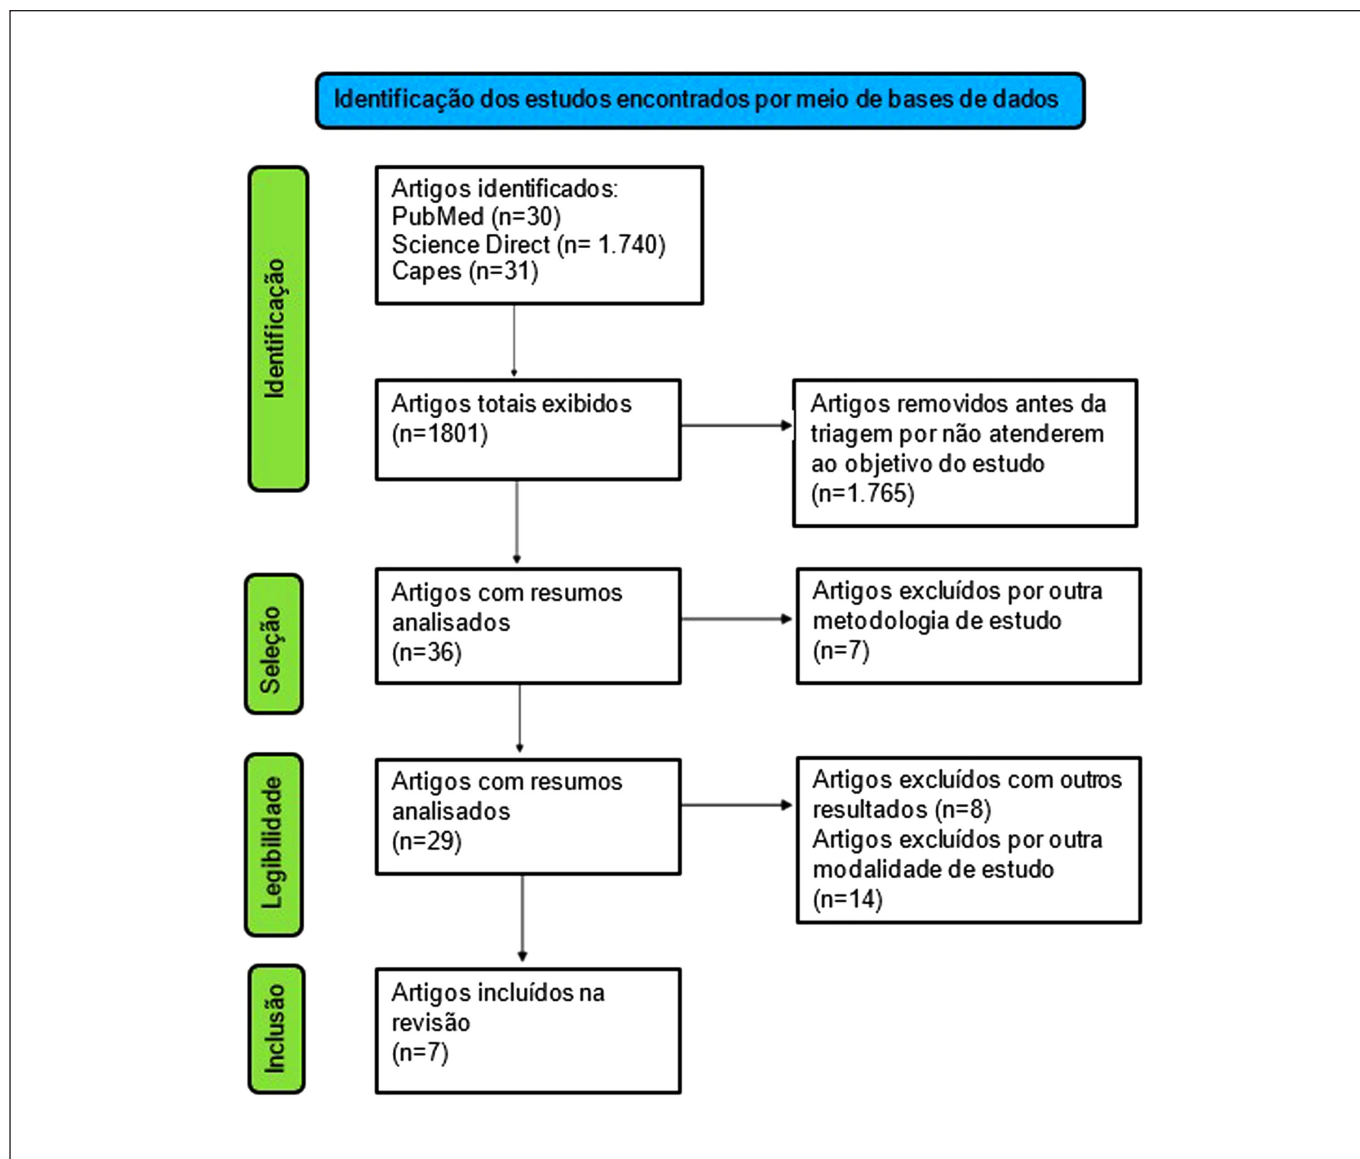 Identificação dos estudos encontrados por meio de bases de dados
Identificação
Artigos identificados:
PubMed (n=30)
Science Direct (n= 1.740)
Capes (n=31)
Artigos totais exibidos
(n=1801)
Artigos removidos antes da
triagem por não atenderem
ao objetivo do estudo
(n=1.765)
Seleção
Artigos com resumos
analisados
(n=36)
Artigos excluídos por outra
metodologia de estudo
(n=7)
Legibilidade
Artigos com resumos
analisados
(n=29)
Artigos excluídos com outros
resultados (n=8)
Artigos excluídos por outra
modalidade de estudo
(n=14)
Inclusão
Artigos incluídos na
revisão
(n=7)